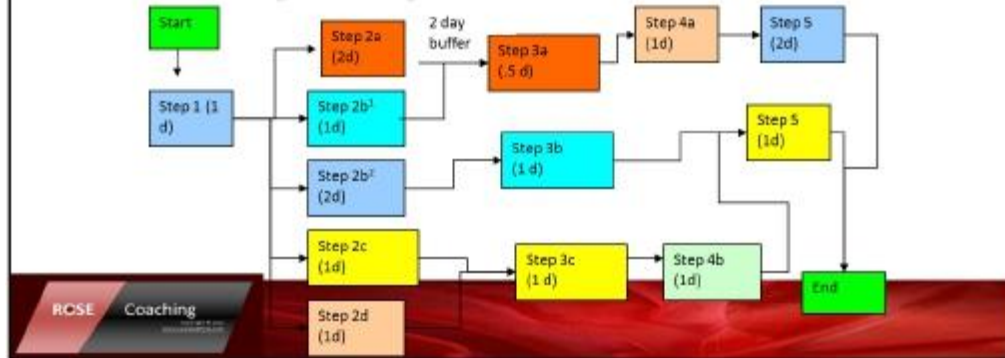 Start
Step 1 (1
d)
Step 2a
(2d)
Step 2b¹
(1d)
Step 2b²
(2d)
Step 2c
(1d)
Step 2d
(1d)
2 day
buffer
Step 3a
(.5 d)
Step 3b
(1 d)
Step 3c
(1 d)
Step 4a
(1d)
Step 4b
(1d)
Step 5
(2d)
Step 5
(1d)
End
ROSE Coaching